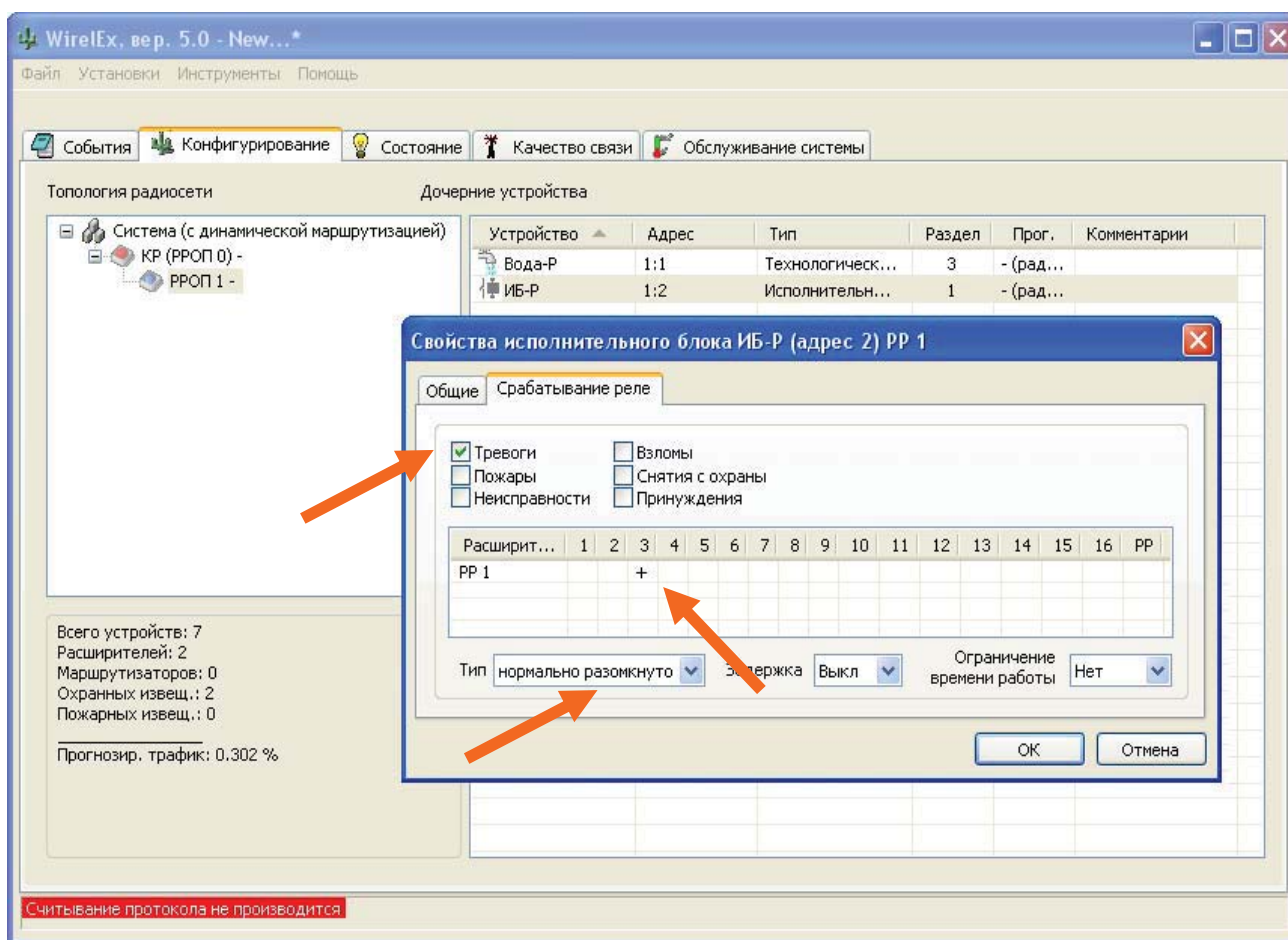 WirelEx, вер. 5.0 - New...*
Файл Установки Инструменты Помощь
События Конфигурирование Состояние Качество связи Обслуживание системы
Топология радиосети
Система (с динамической маршрутизацией)
КР (РРОП 0) -
РРОП 1 -
Дочерние устройства
Устройство Адрес Тип Раздел Прог. Комментарии
Вода-Р 1:1 Технологическ... 3 - (рад...
ИБ-Р 1:2 Исполнительн... 1 - (рад...
Свойства исполнительного блока ИБ-Р (адрес 2) РР 1
Общие Срабатывание реле
Тревоги Взломы
Пожары Снятия с охраны
Неисправности Принуждения
Расширит... 1 2 3 4 5 6 7 8 9 10 11 12 13 14 15 16 РР
РР 1 +
Тип нормально разомкнуто Задержка Выкл Ограничение времени работы Нет
ОК Отмена
Всего устройств: 7
Расширителей: 2
Маршрутизаторов: 0
Охранных извещ.: 2
Пожарных извещ.: 0
Прогнозир. трафик: 0.302 %
Считывание протокола не производится